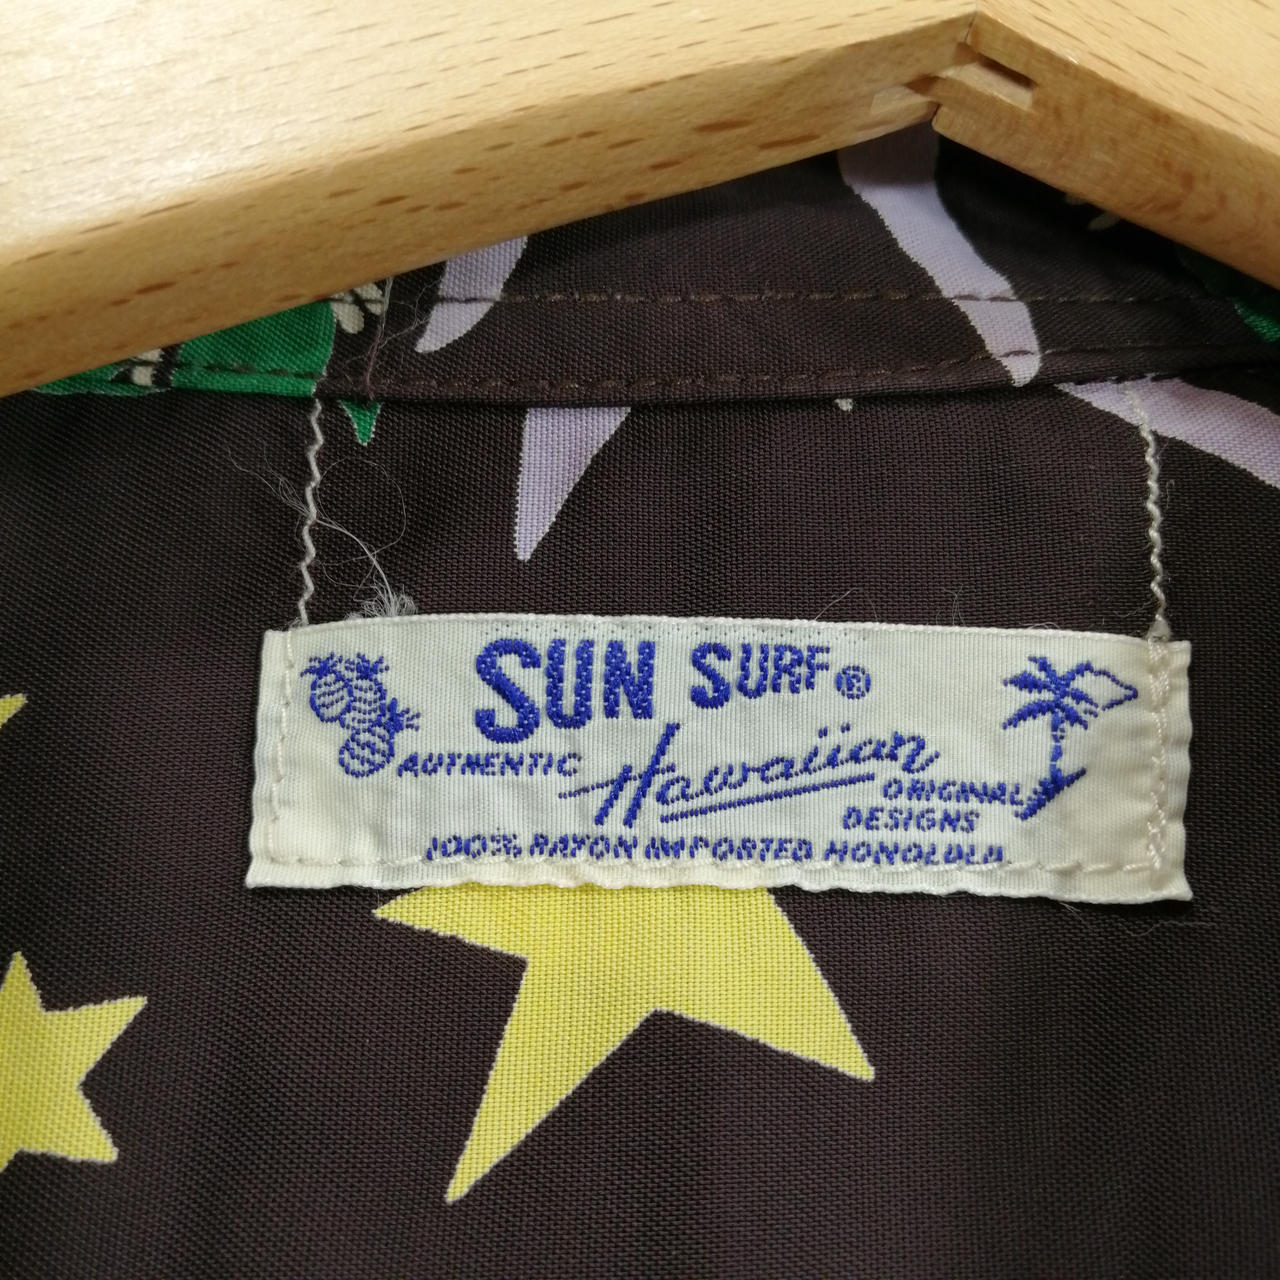 SUN SURF®
AUTHENTIC Hawaiian ORIGINAL
DESIGNS
100% RAYON IMPORTED HONOLULU.